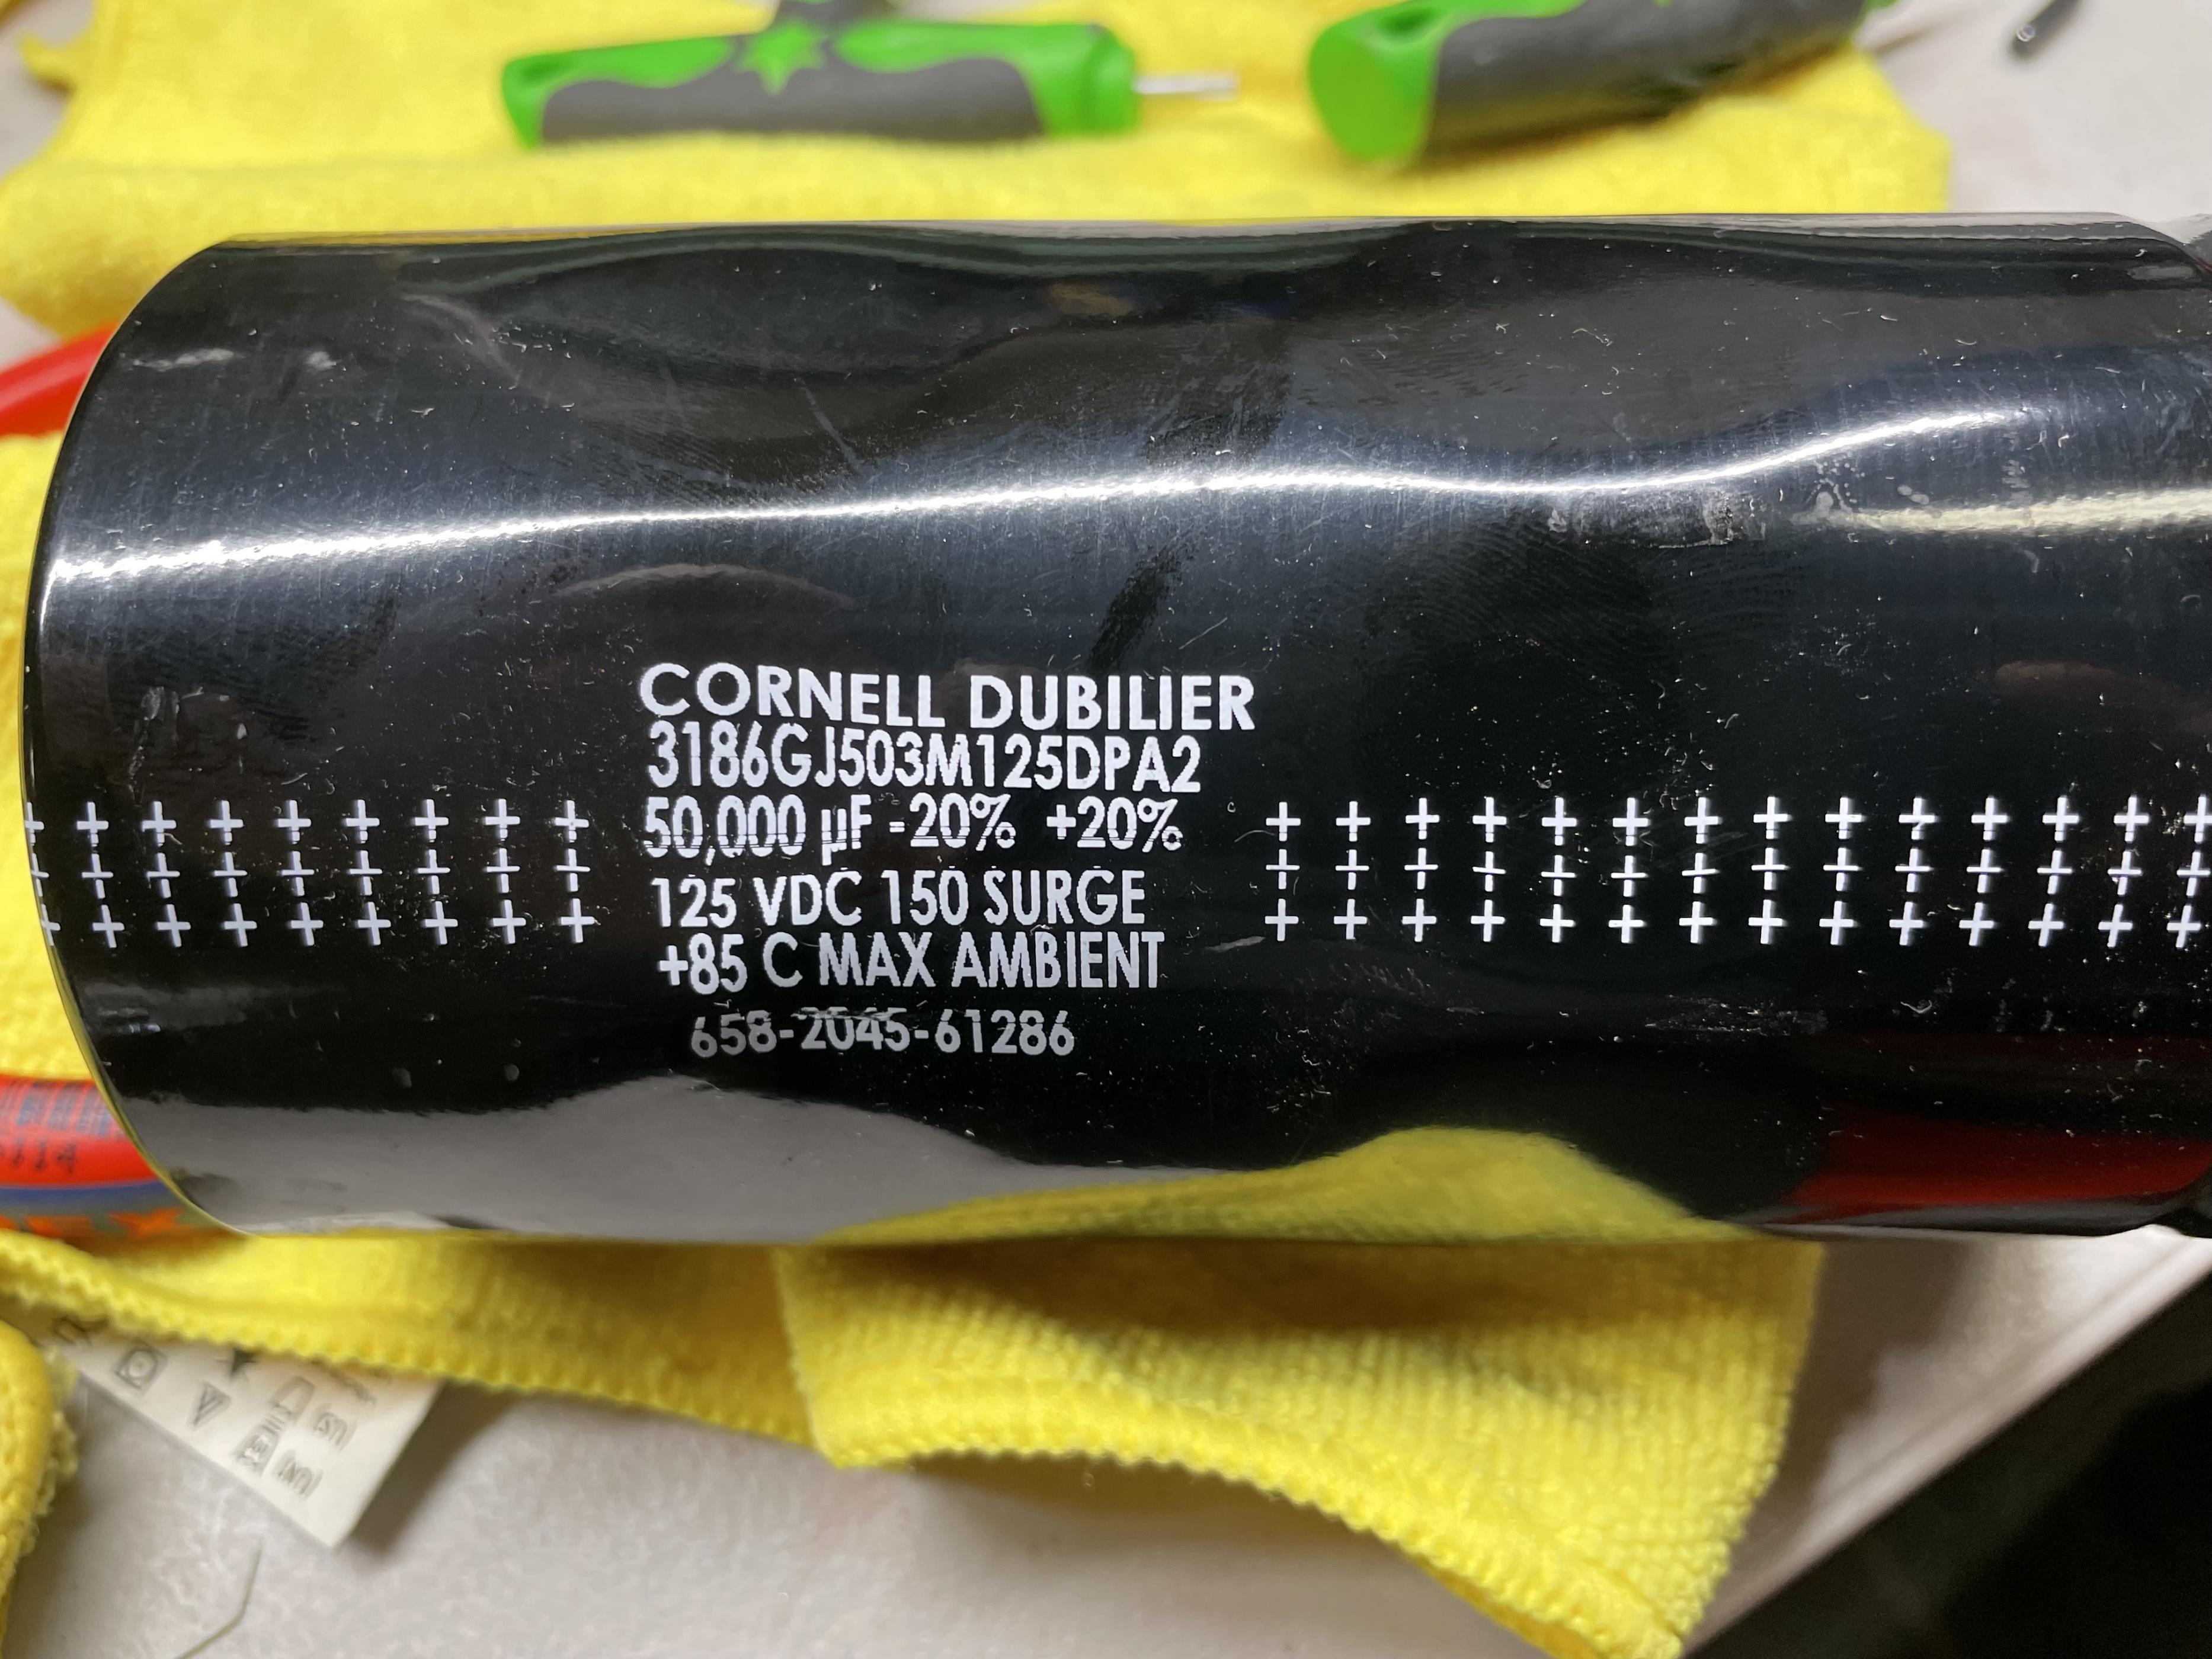 CORNELL DUBILIER
3186GJ503M125DPA2
50,000 µF -20% +20%
125 VDC 150 SURGE
+85 C MAX AMBIENT
658-2045-61286
+ + + + + + + + +
+ + + + + + + + +
+ + + + + + + + +
+ + + + + + + + + + + + + +
+ + + + + + + + + + + + + +
+ + + + + + + + + + + + + +